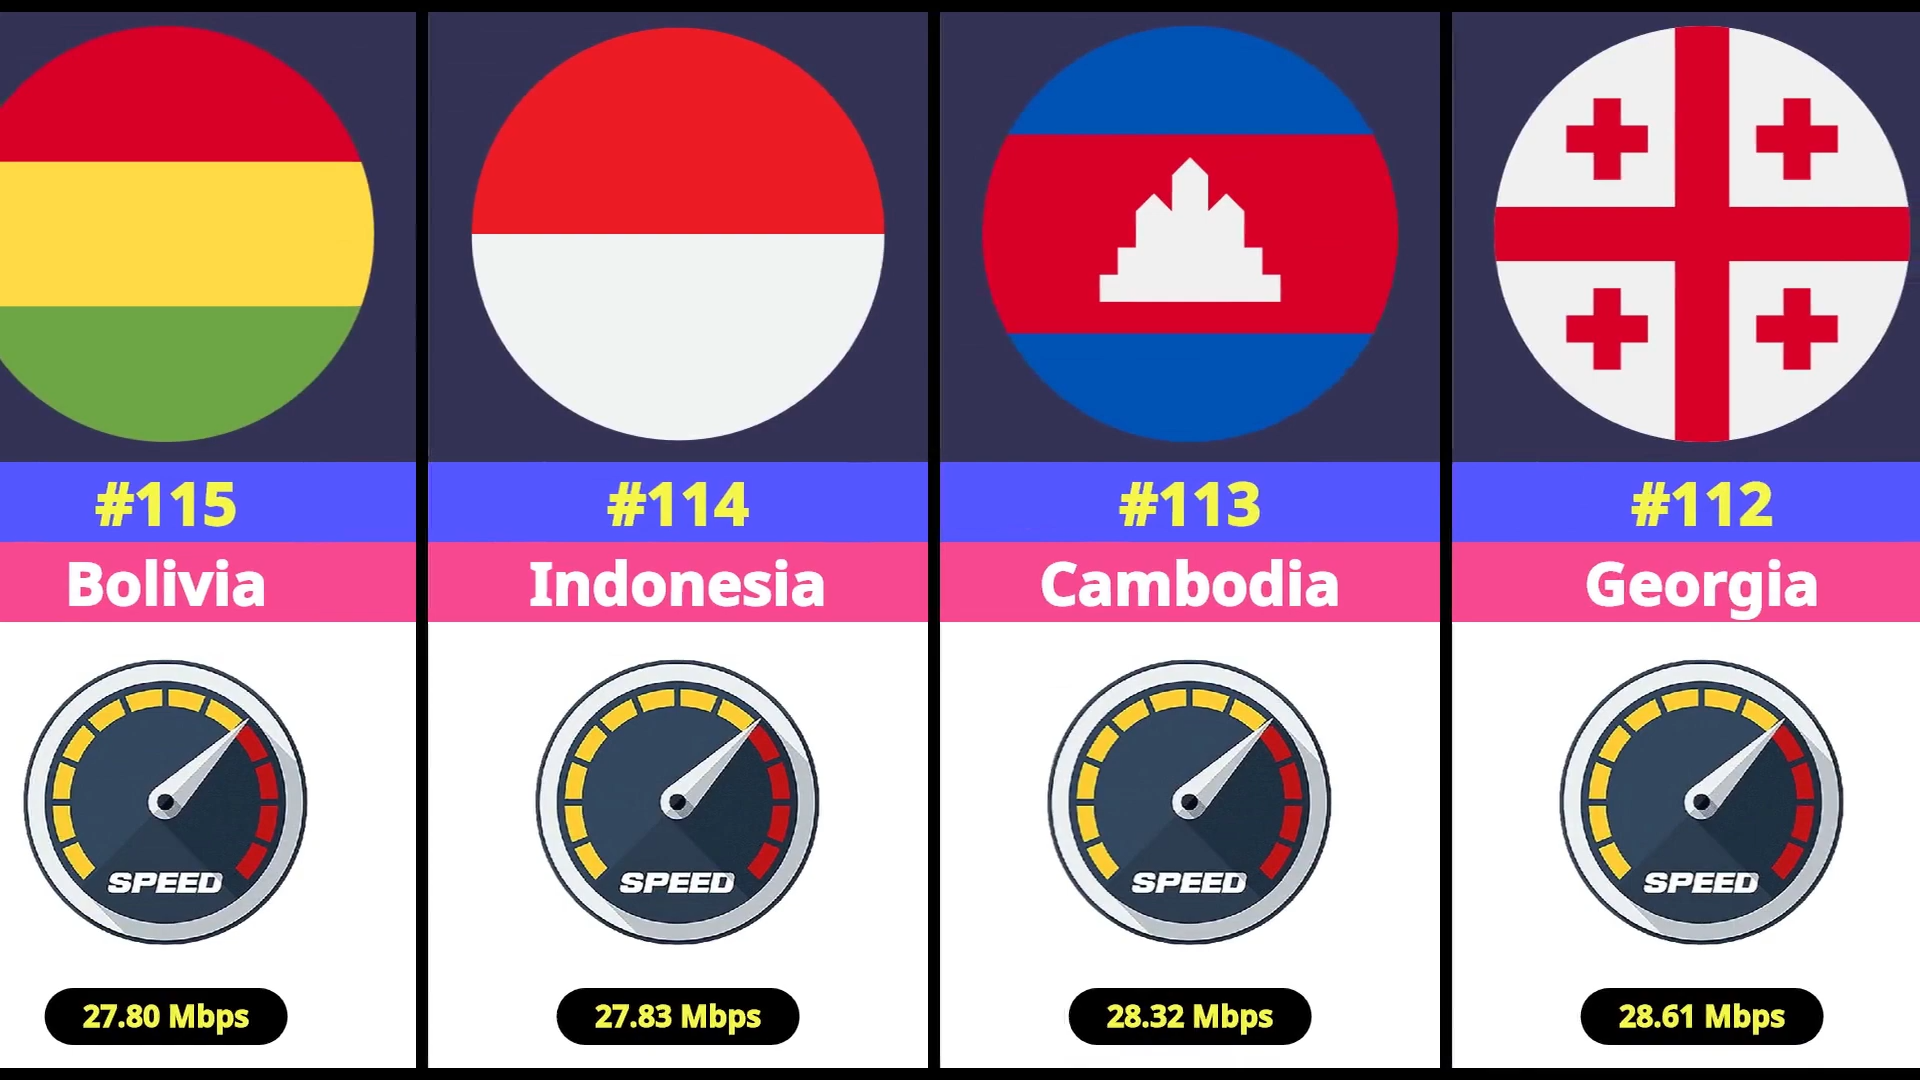 #115
Bolivia
SPEED
27.80 Mbps
#114
Indonesia
SPEED
27.83 Mbps
#113
Cambodia
SPEED
28.32 Mbps
#112
Georgia
SPEED
28.61 Mbps